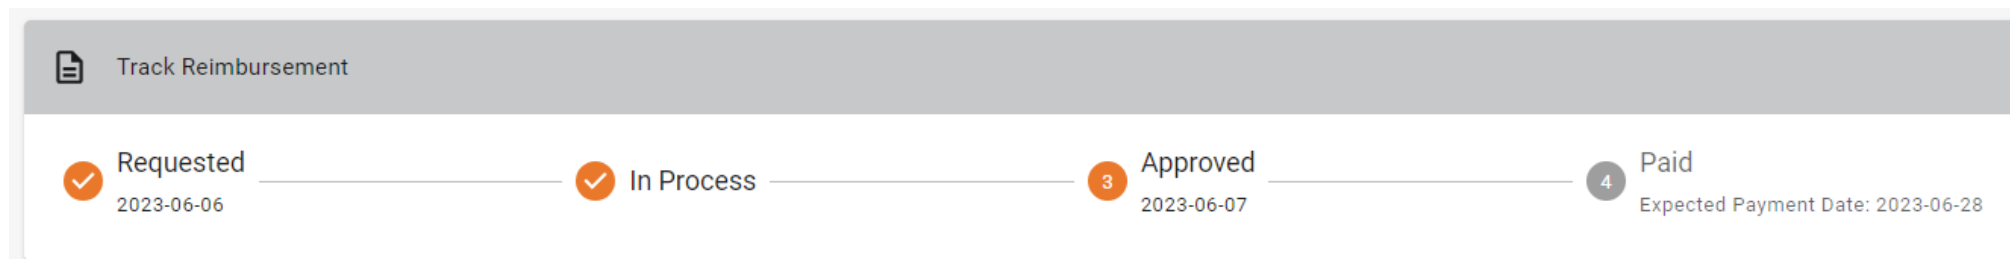 Track Reimbursement
Requested
2023-06-06
In Process
3
Approved
2023-06-07
4
Paid
Expected Payment Date: 2023-06-28